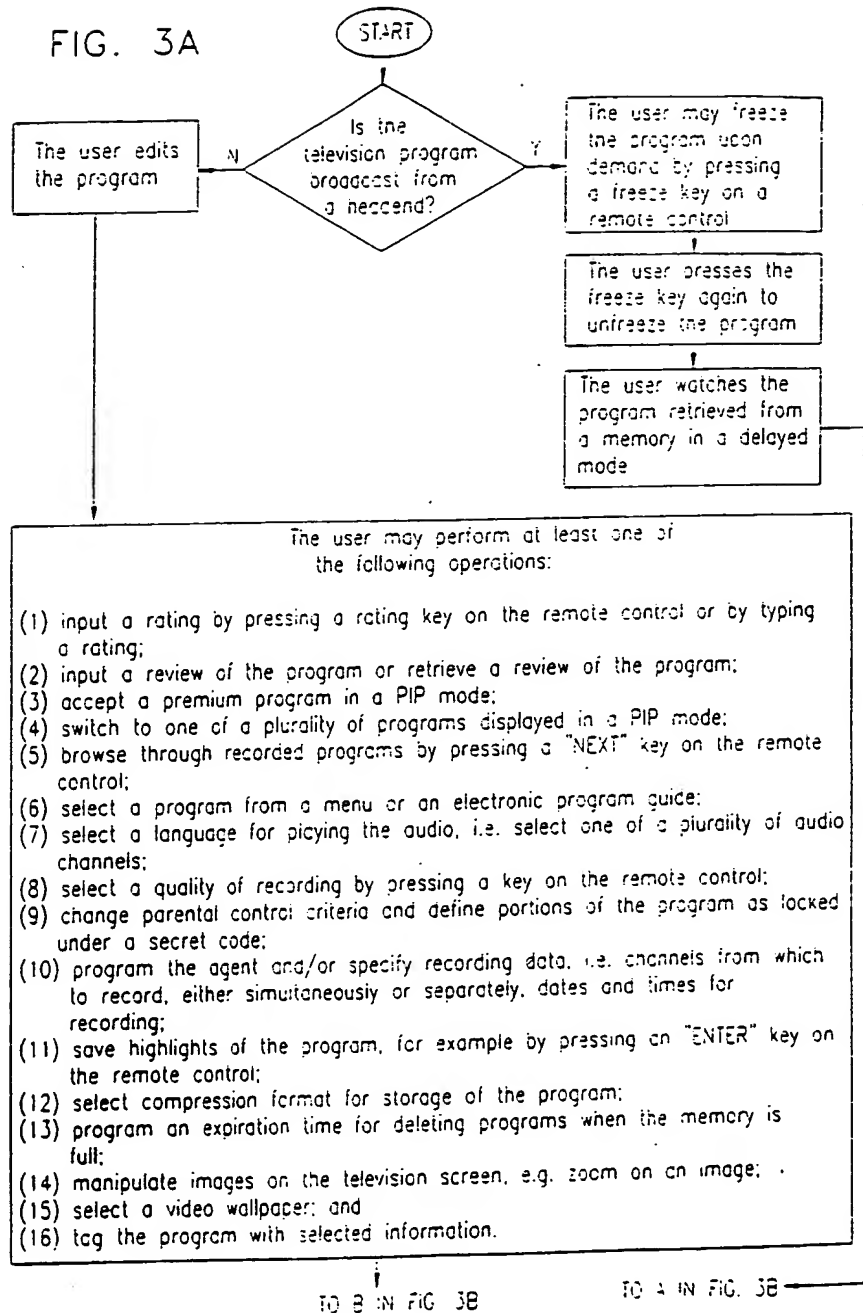 FIG. 3A
START
Is the
television program
broadcast from
a headend?
N
Y
The user edits
the program
The user may freeze
the program upon
demand by pressing
a freeze key on a
remote control
The user presses the
freeze key again to
unfreeze the program
The user watches the
program retrieved from
a memory in a delayed
mode
The user may perform at least one of
the following operations:
(1) input a rating by pressing a rating key on the remote control or by typing
a rating;
(2) input a review of the program or retrieve a review of the program;
(3) accept a premium program in a PIP mode;
(4) switch to one of a plurality of programs displayed in a PIP mode;
(5) browse through recorded programs by pressing a "NEXT" key on the remote
control;
(6) select a program from a menu or an electronic program guide;
(7) select a language for playing the audio, i.e. select one of a plurality of audio
channels;
(8) select a quality of recording by pressing a key on the remote control;
(9) change parental control criteria and define portions of the program as locked
under a secret code;
(10) program the agent and/or specify recording data, i.e. channels from which
to record, either simultaneously or separately, dates and times for
recording;
(11) save highlights of the program, for example by pressing an "ENTER" key on
the remote control;
(12) select compression format for storage of the program;
(13) program an expiration time for deleting programs when the memory is
full;
(14) manipulate images on the television screen, e.g. zoom on an image;
(15) select a video wallpaper; and
(16) tag the program with selected information.
TO B IN FIG 3B
TO A IN FIG. 3B